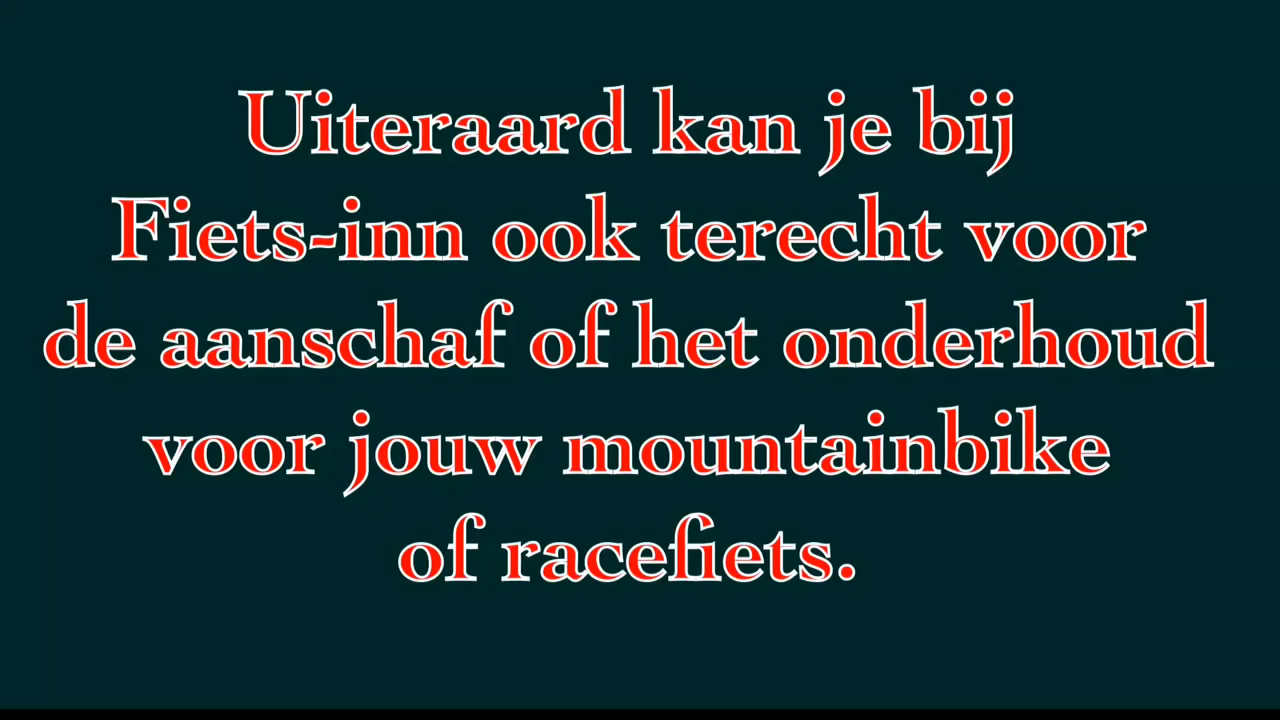 Uiteraard kan je bij
Fiets-inn ook terecht voor
de aanschaf of het onderhoud
voor jouw mountainbike
of racefiets.